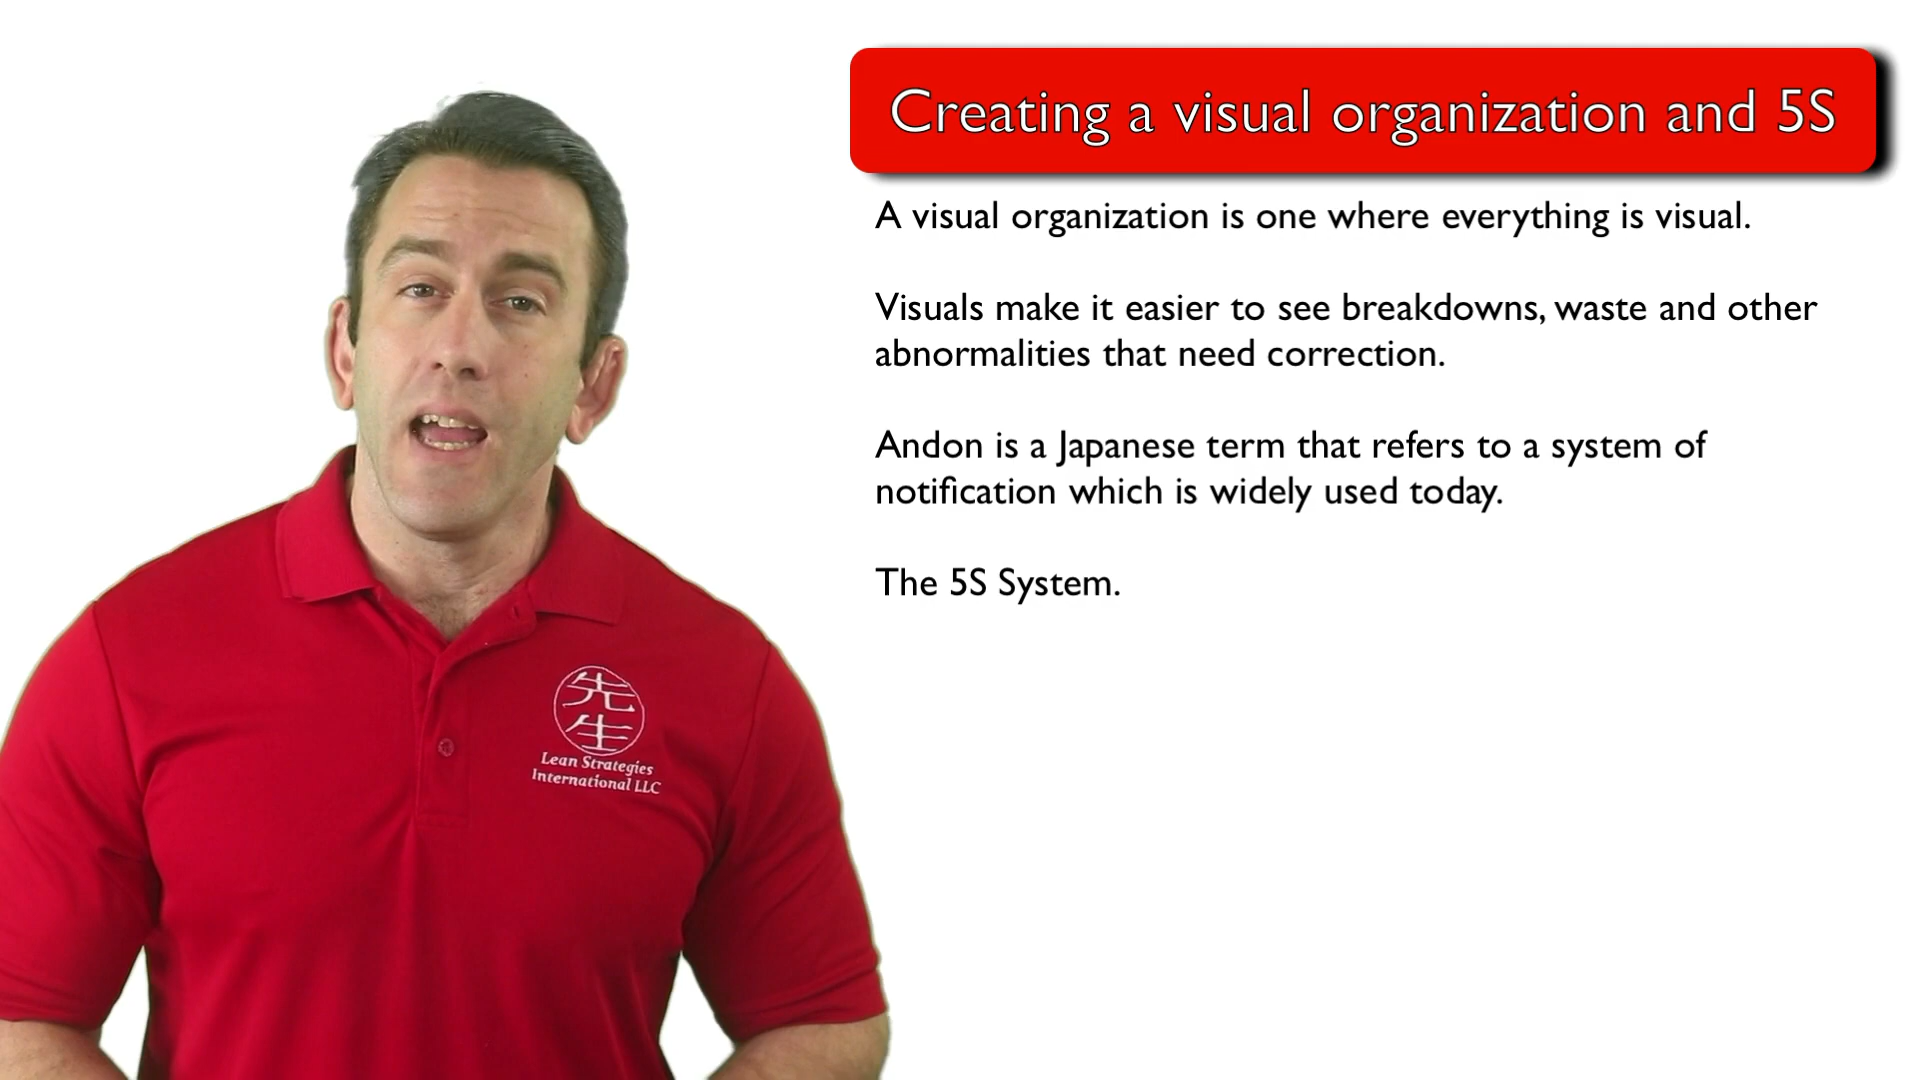 Creating a visual organization and 5S
A visual organization is one where everything is visual.
Visuals make it easier to see breakdowns, waste and other
abnormalities that need correction.
Andon is a Japanese term that refers to a system of
notification which is widely used today.
The 5S System.
先
生
Lean Strategies
International LLC